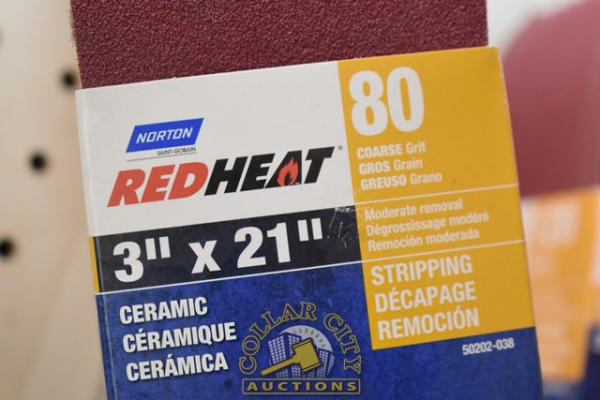 NORTON
SAINT-GOBAIN
REDHEAT
3" x 21"
CERAMIC
CÉRAMIQUE
CERÁMICA
80
COARSE Grit
GROS Grain
GREUSO Grano
Moderate removal
Dégrossissage modéré
Remoción moderada
STRIPPING
DÉCAPAGE
REMOCIÓN
50202-038
COLLAR CITY
AUCTIONS